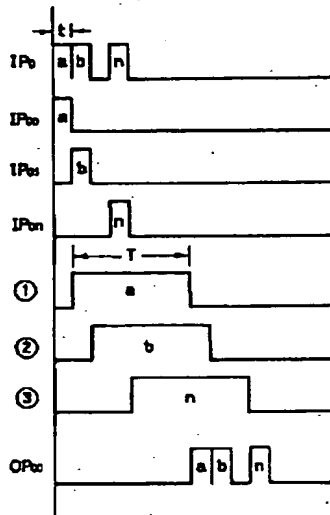 t
IP₀ a b n
IP₀₀ a
IP₀₁ b
IP₀n n
T
① a
② b
③ n
OP₀₀ a b n